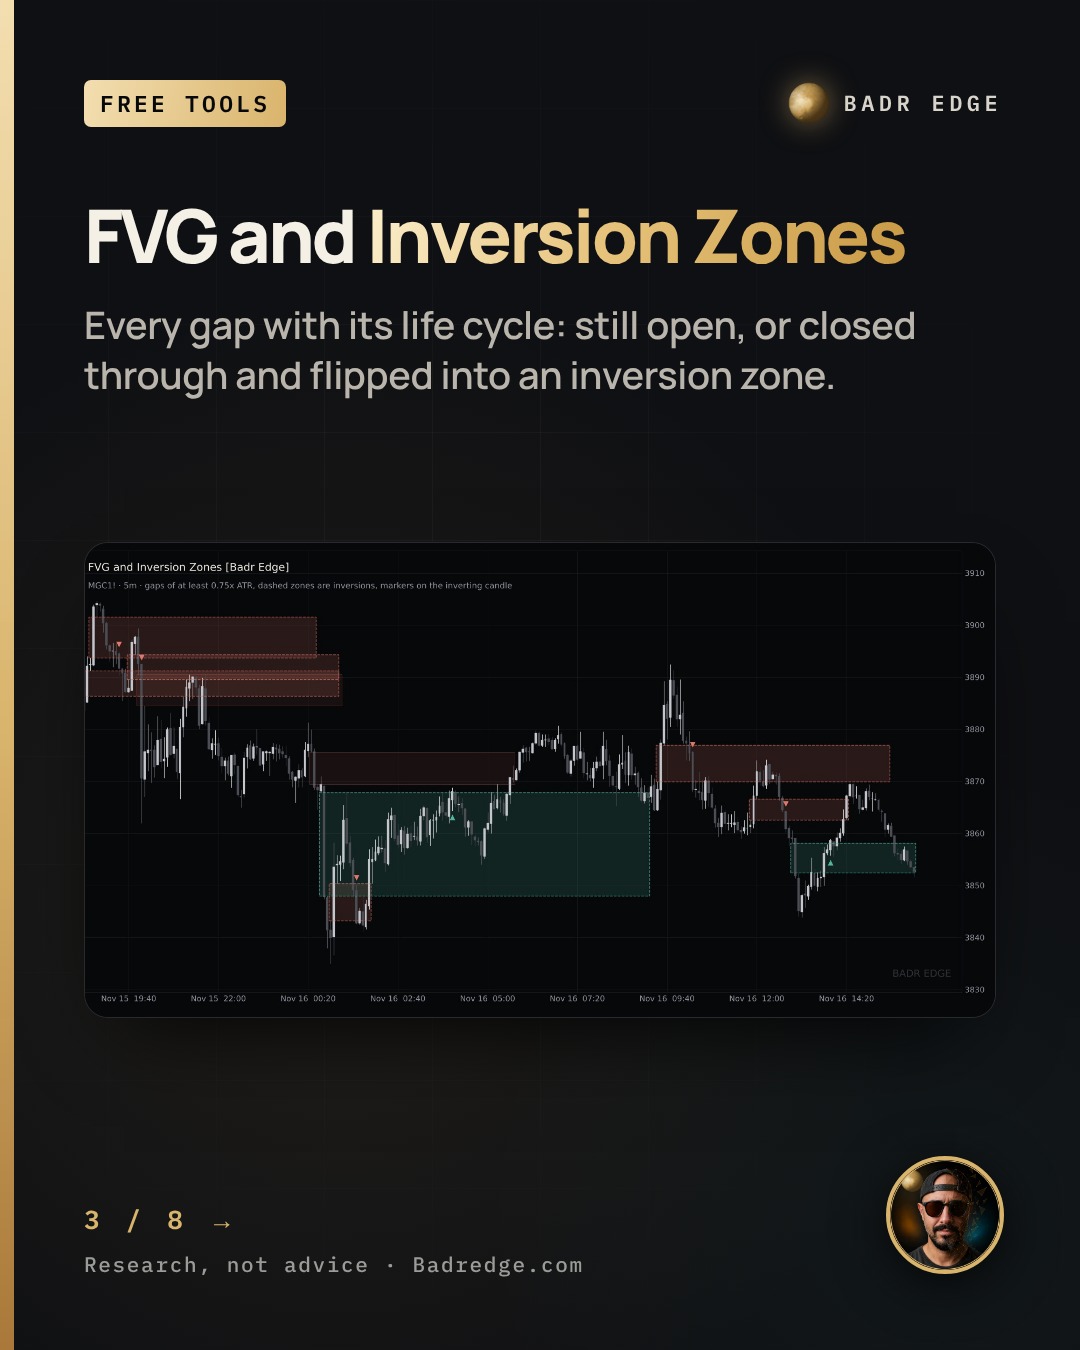 FREE TOOLS
BADR EDGE
FVG and Inversion Zones
Every gap with its life cycle: still open, or closed
through and flipped into an inversion zone.
FVG and Inversion Zones [Badr Edge]
MGC1! · 5m · gaps of at least 0.75x ATR, dashed zones are inversions, markers on the inverting candle
3910
3900
3890
3880
3870
3860
3850
3840
3830
BADR EDGE
Nov 15 19:40
Nov 15 22:00
Nov 16 00:20
Nov 16 02:40
Nov 16 05:00
Nov 16 07:20
Nov 16 09:40
Nov 16 12:00
Nov 16 14:20
3 / 8 →
Research, not advice · Badredge.com